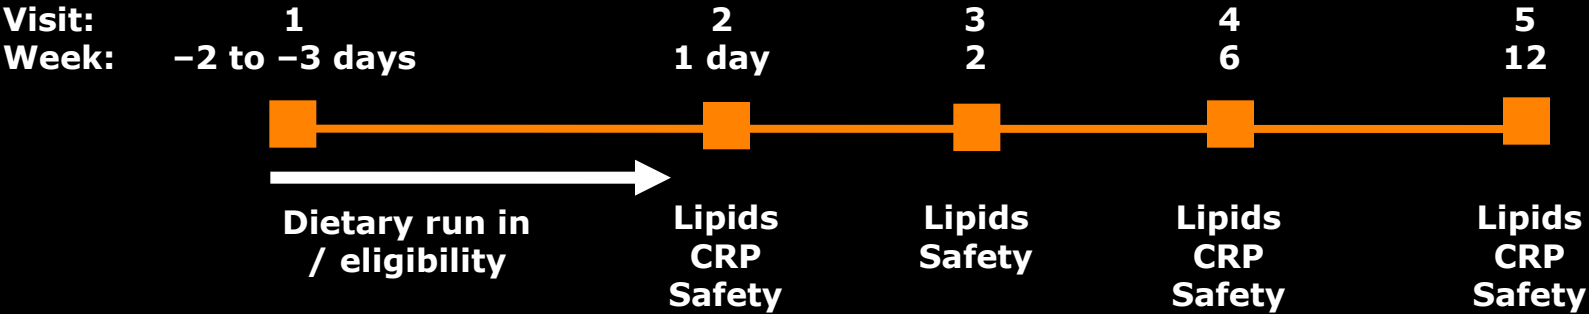 Visit: 1 2 3 4 5
Week: −2 to −3 days 1 day 2 6 12
Dietary run in
/ eligibility
Lipids
CRP
Safety
Lipids
Safety
Lipids
CRP
Safety
Lipids
CRP
Safety